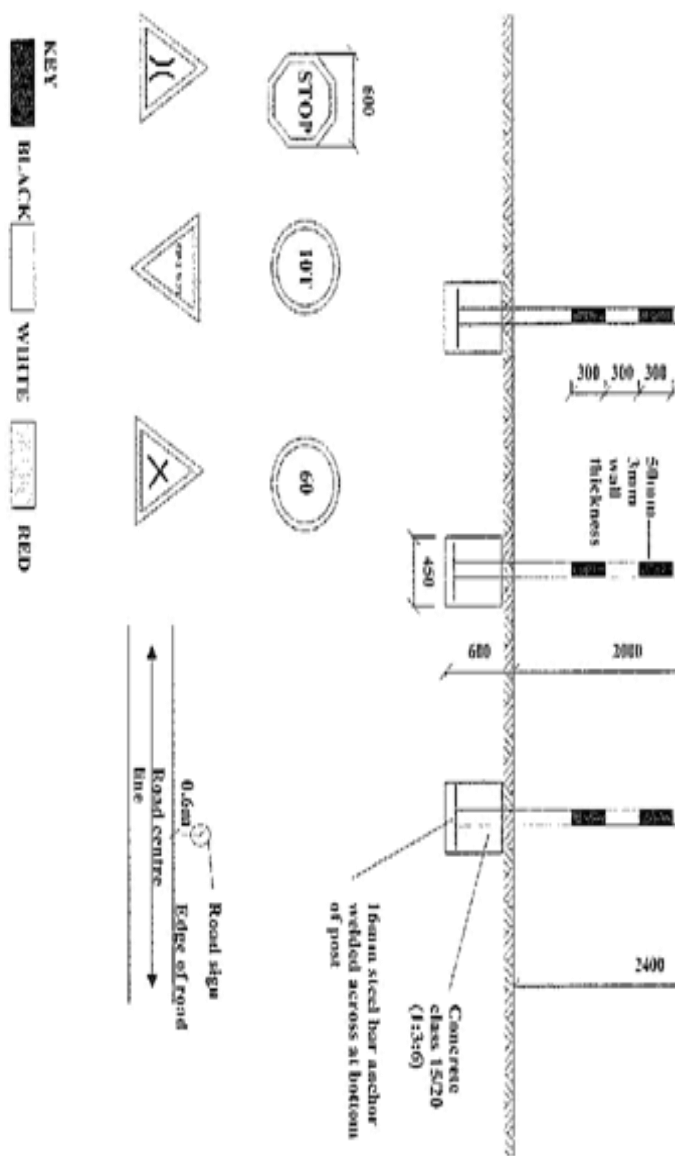 2400
2000
300
300
300
50mm
3mm
wall
thickness
600
450
Concrete
class 15/20
(1:3:6)
16mm steel bar anchor
welded across at bottom
of post
600
STOP
10T
60
Road sign
Edge of road
0.6m
Road centre
line
KEY
BLACK
WHITE
RED